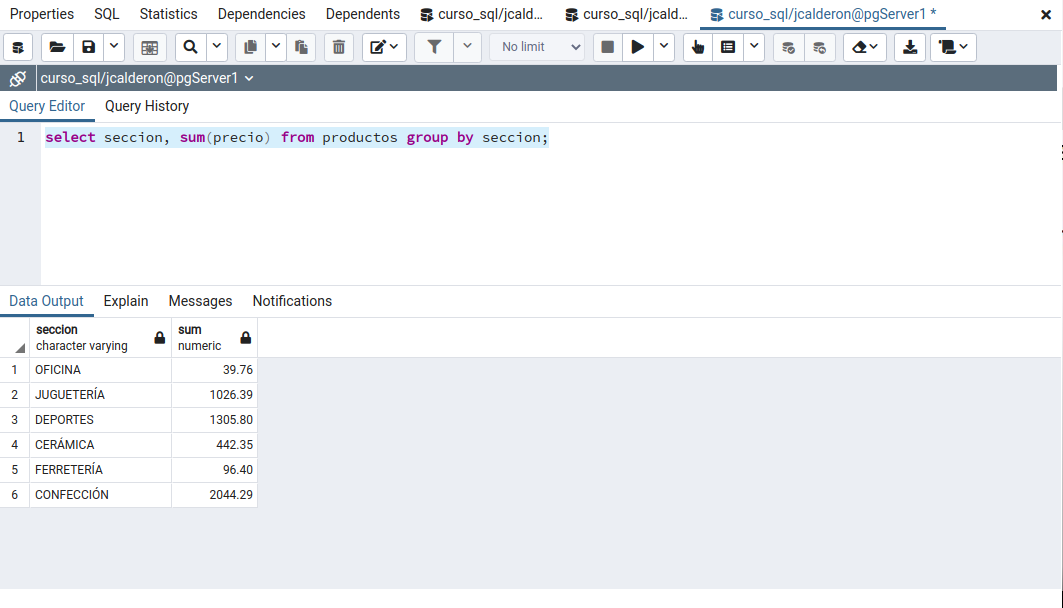 Properties SQL Statistics Dependencies Dependents curso_sql/jcald... curso_sql/jcald... curso_sql/jcalderon@pgServer1 *
No limit
curso_sql/jcalderon@pgServer1
Query Editor Query History
1 select seccion, sum(precio) from productos group by seccion;
Data Output Explain Messages Notifications
seccion sum
character varying numeric
1 OFICINA 39.76
2 JUGUETERÍA 1026.39
3 DEPORTES 1305.80
4 CERÁMICA 442.35
5 FERRETERÍA 96.40
6 CONFECCIÓN 2044.29